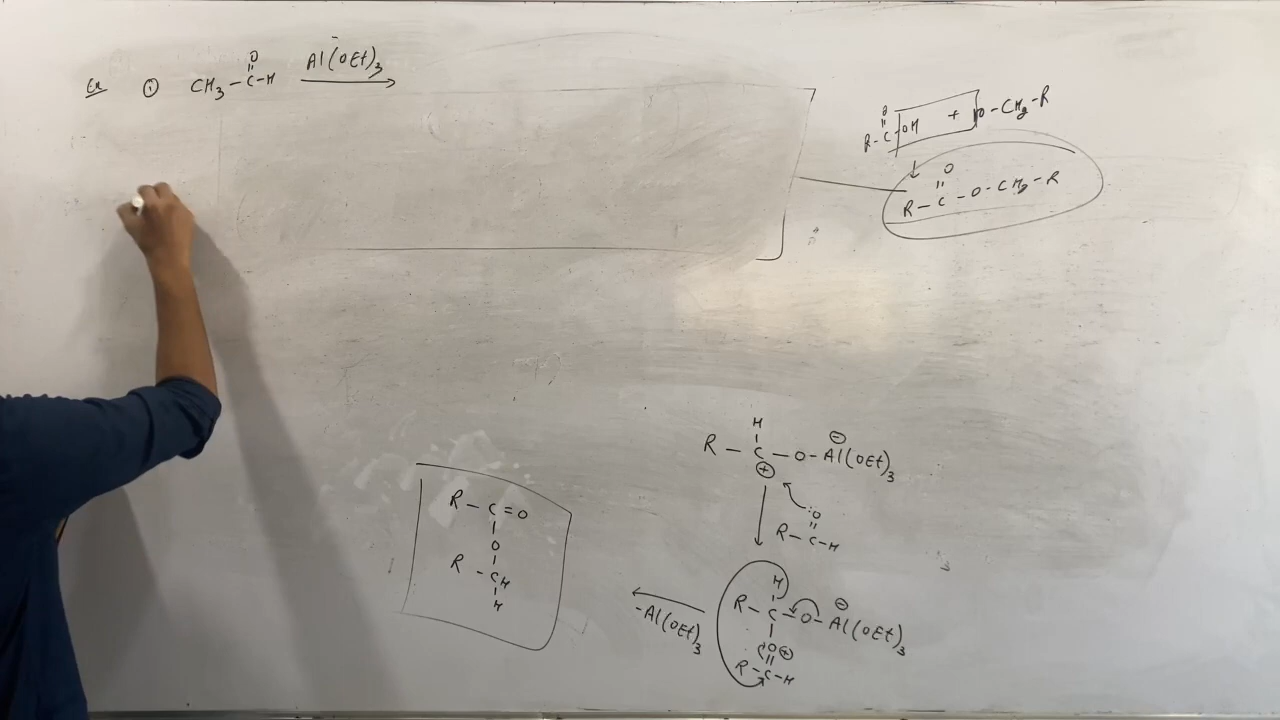 Ex ① CH₃-C-H Al(OEt)₃
O
O
R-C-OH + O-CH₂-R
O
R-C-O-CH₂-R
H
R-C-O-Al(OEt)₃
⊖
⊕
:O
R-C-H
H
R-C-O-Al(OEt)₃
⊖
O⊕
R-C-H
-Al(OEt)₃
R-C=O
O
R-CH
H